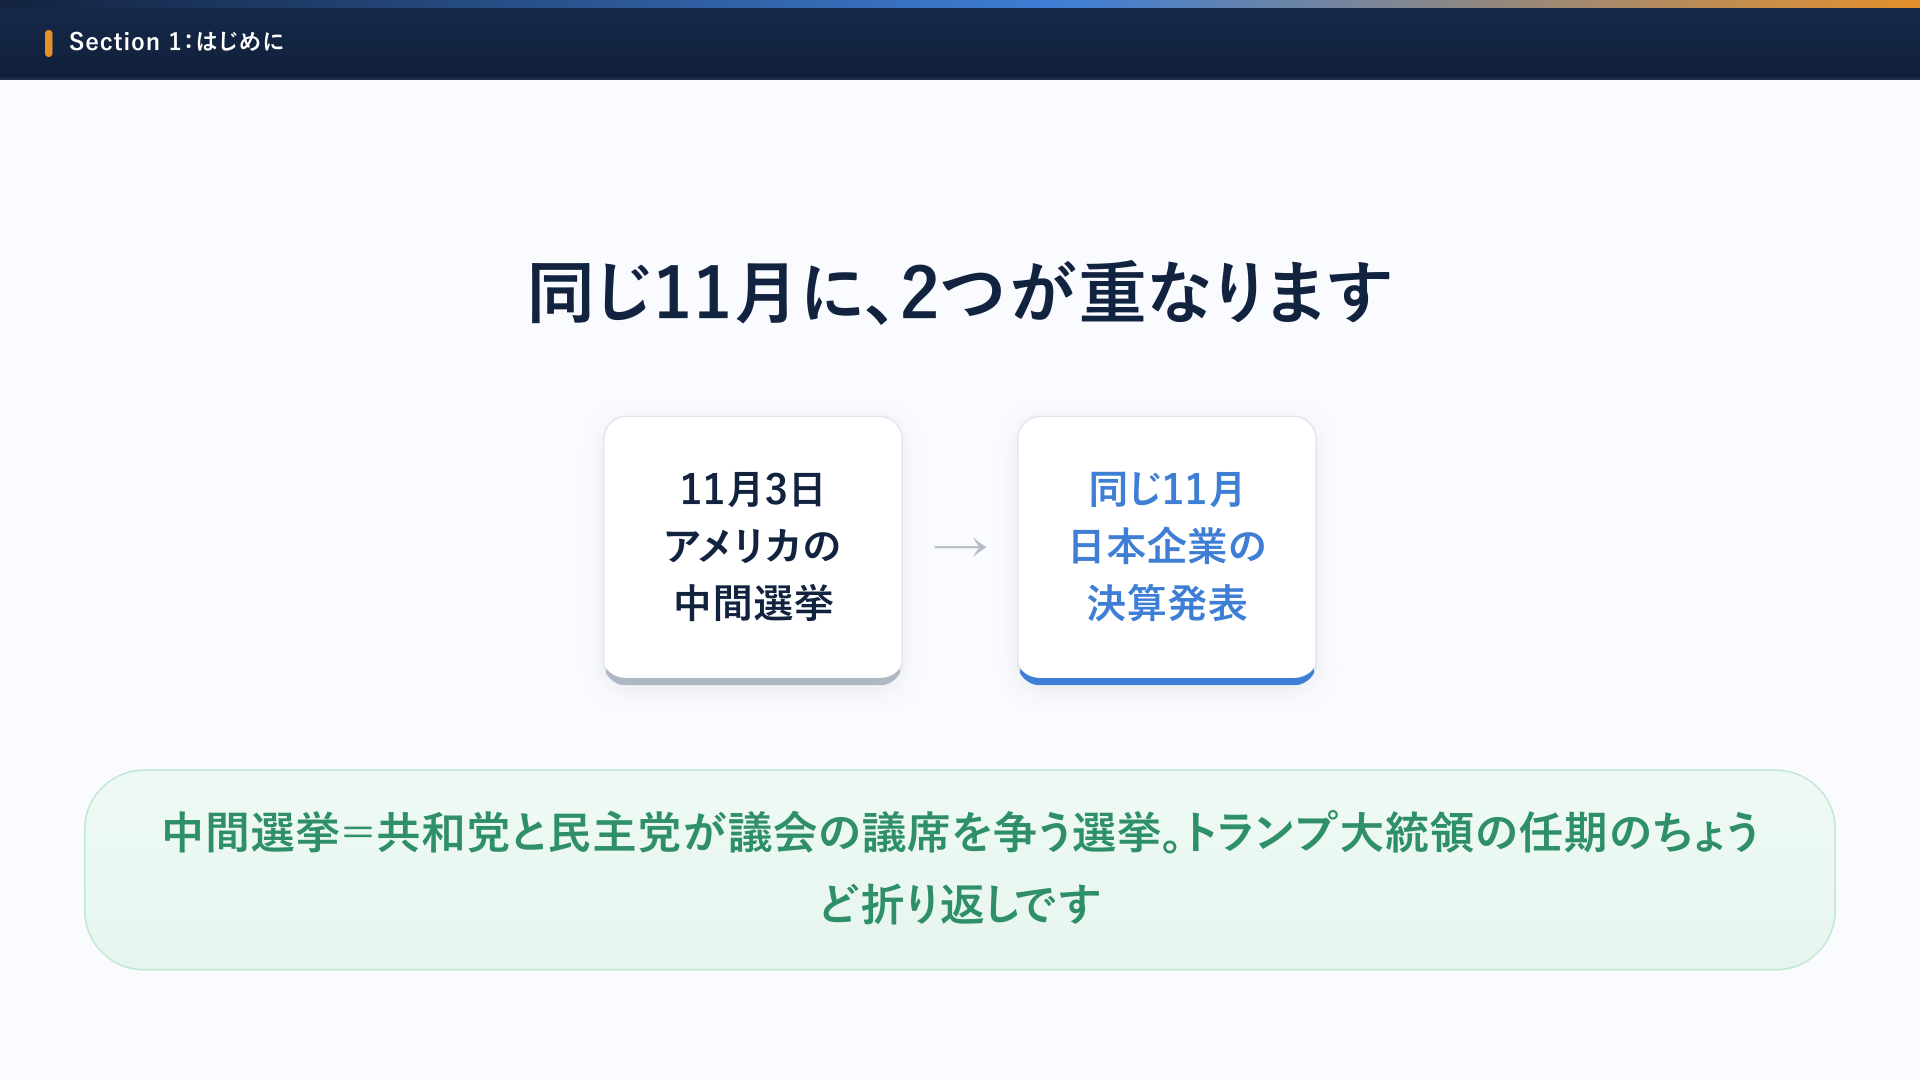 Section 1：はじめに
同じ11月に、2つが重なります
11月3日
アメリカの
中間選挙
→
同じ11月
日本企業の
決算発表
中間選挙＝共和党と民主党が議会の議席を争う選挙。トランプ大統領の任期のちょう
ど折り返しです